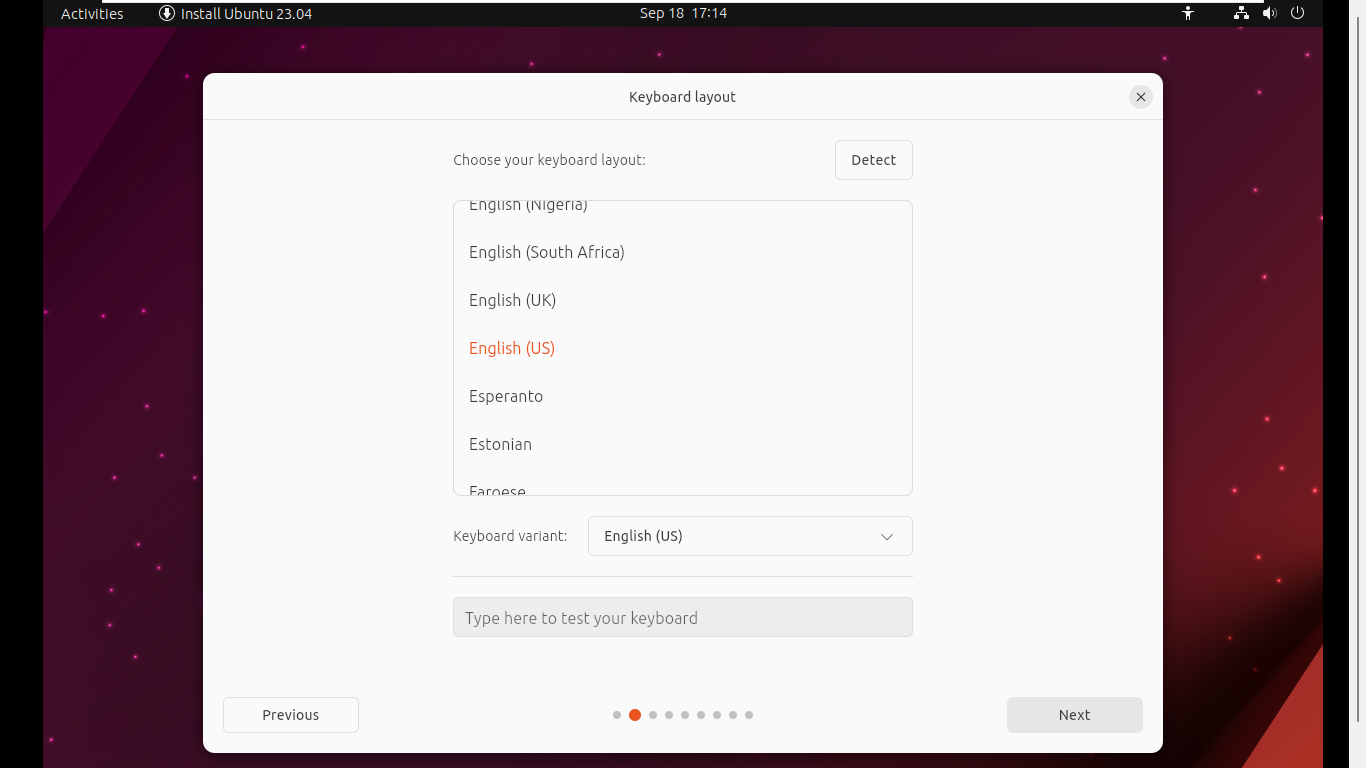 Activities Install Ubuntu 23.04 Sep 18 17:14
Keyboard layout
Choose your keyboard layout: Detect
English (Nigeria)
English (South Africa)
English (UK)
English (US)
Esperanto
Estonian
Faroese
Keyboard variant: English (US)
Type here to test your keyboard
Previous Next